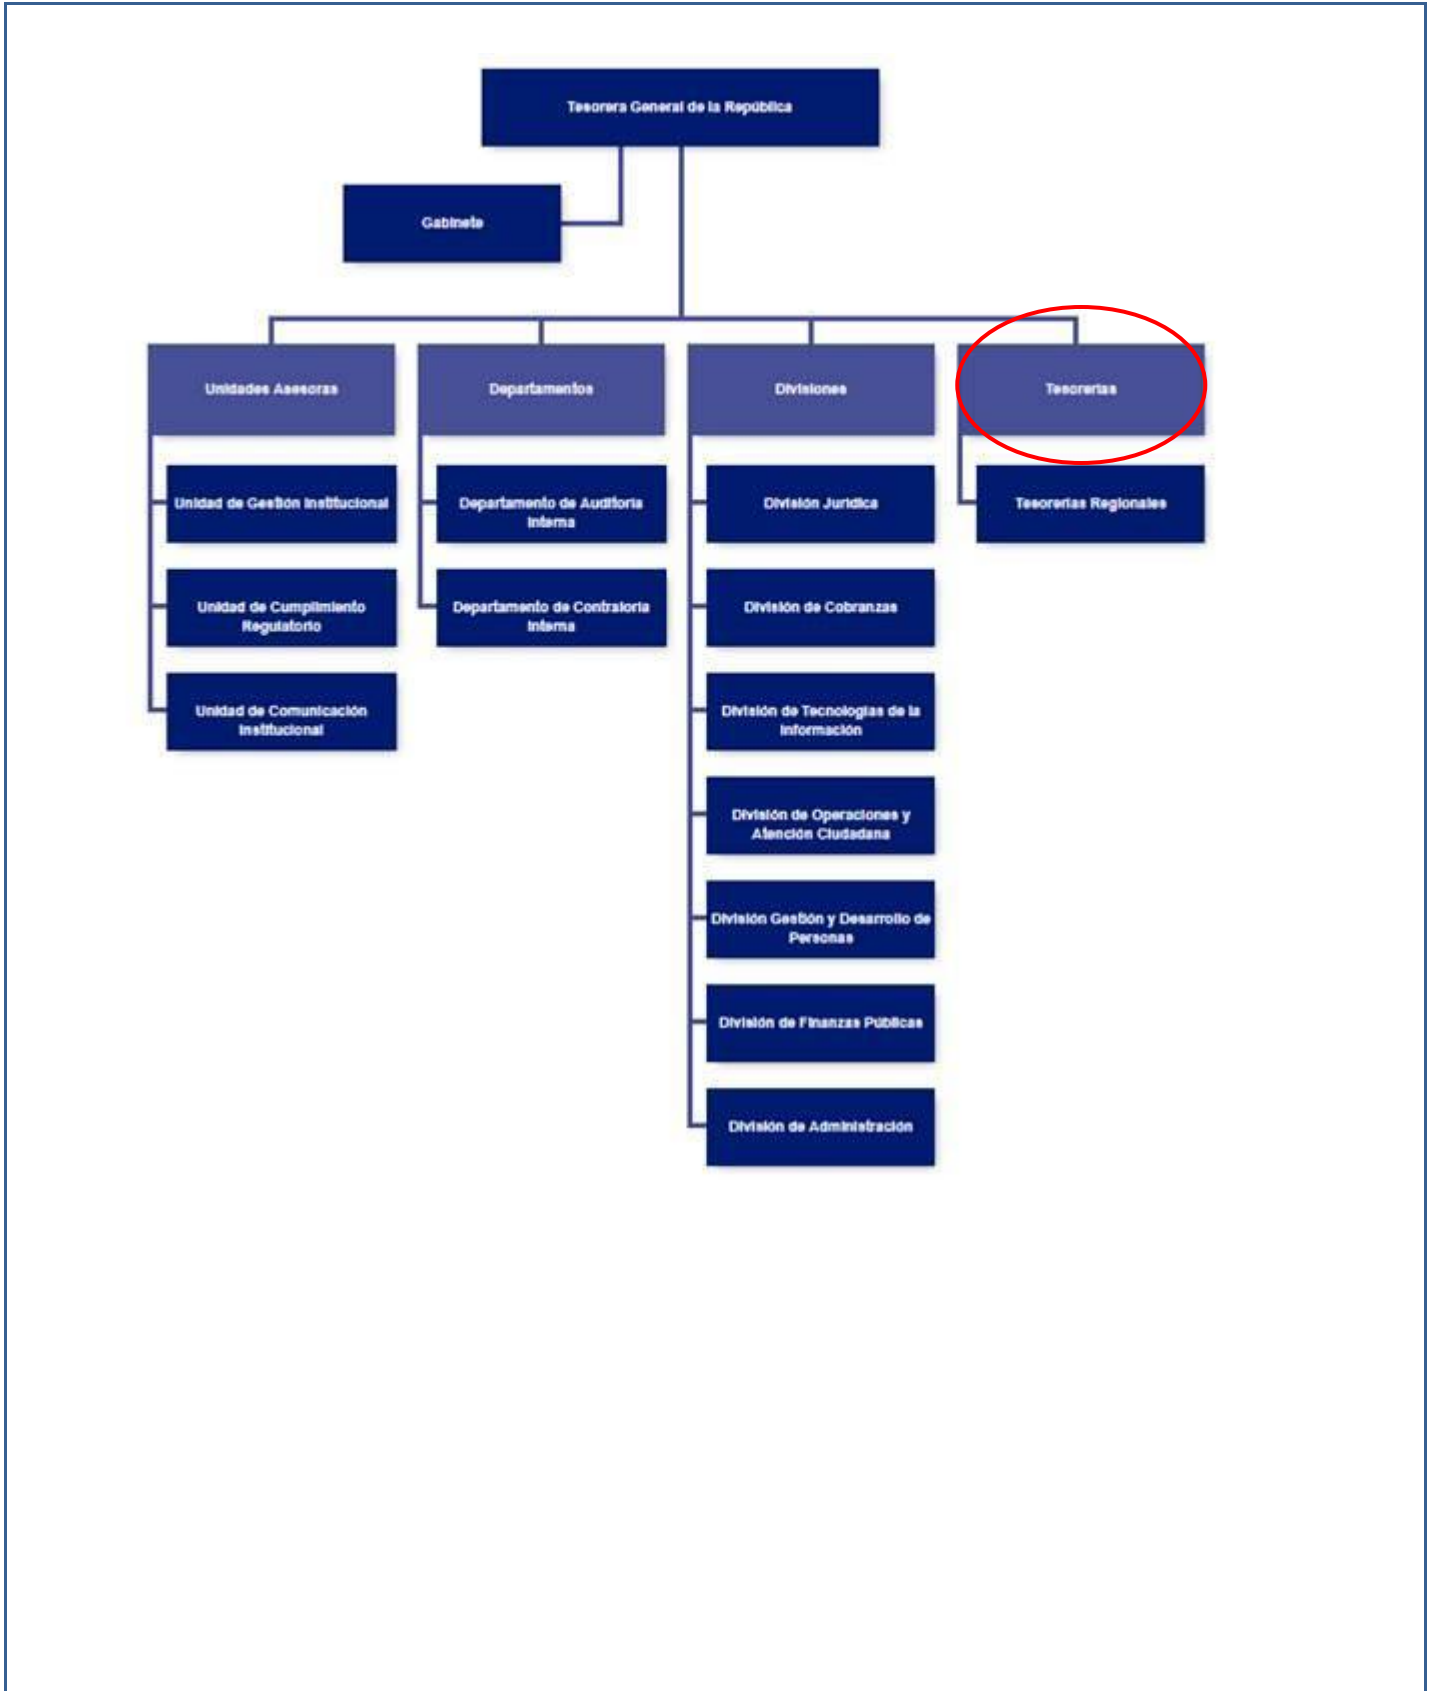 Tesorera General de la República
Gabinete
Unidades Asesoras
Departamentos
Divisiones
Tesorerías
Unidad de Gestión Institucional
Unidad de Cumplimiento
Regulatorio
Unidad de Comunicación
Institucional
Departamento de Auditoría
Interna
Departamento de Contraloría
Interna
División Jurídica
División de Cobranzas
División de Tecnologías de la
Información
División de Operaciones y
Atención Ciudadana
División Gestión y Desarrollo de
Personas
División de Finanzas Públicas
División de Administración
Tesorerías Regionales